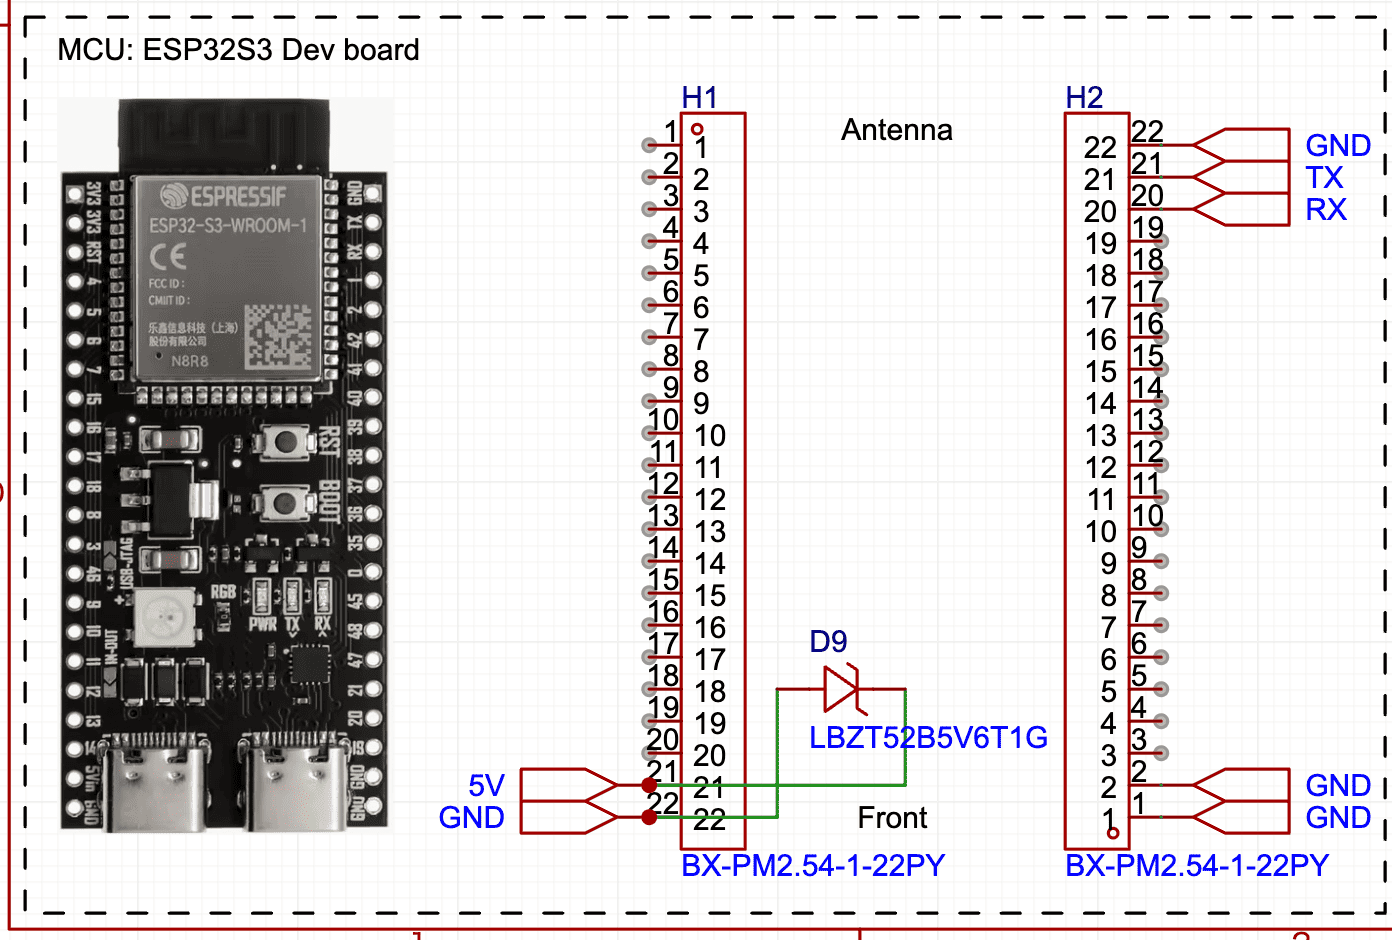 MCU: ESP32S3 Dev board
ESPRESSIF
ESP32-S3-WROOM-1
CE
FCC ID :
CMIIT ID :
乐鑫信息科技 (上海)
股份有限公司
N8R8
3V3
3V3
RST
4
5
6
7
15
16
17
18
8
3
46
9
10
11
12
13
14
5Vin
GND
GND
TX
RX
1
2
42
41
40
39
38
37
36
35
0
45
48
47
21
20
19
GND
GND
RST
BOOT
USB-JTAG
RGB
PWR
TX
RX
IN-OUT
H1
Antenna
1 1
2 2
3 3
4 4
5 5
6 6
7 7
8 8
9 9
10 10
11 11
12 12
13 13
14 14
15 15
16 16
17 17
18 18
19 19
20 20
5V 21 21
GND 22 22
D9
LBZT52B5V6T1G
Front
BX-PM2.54-1-22PY
H2
22 22 GND
21 21 TX
20 20 RX
19 19
18 18
17 17
16 16
15 15
14 14
13 13
12 12
11 11
10 10
9 9
8 8
7 7
6 6
5 5
4 4
3 3
2 2 GND
1 1 GND
BX-PM2.54-1-22PY